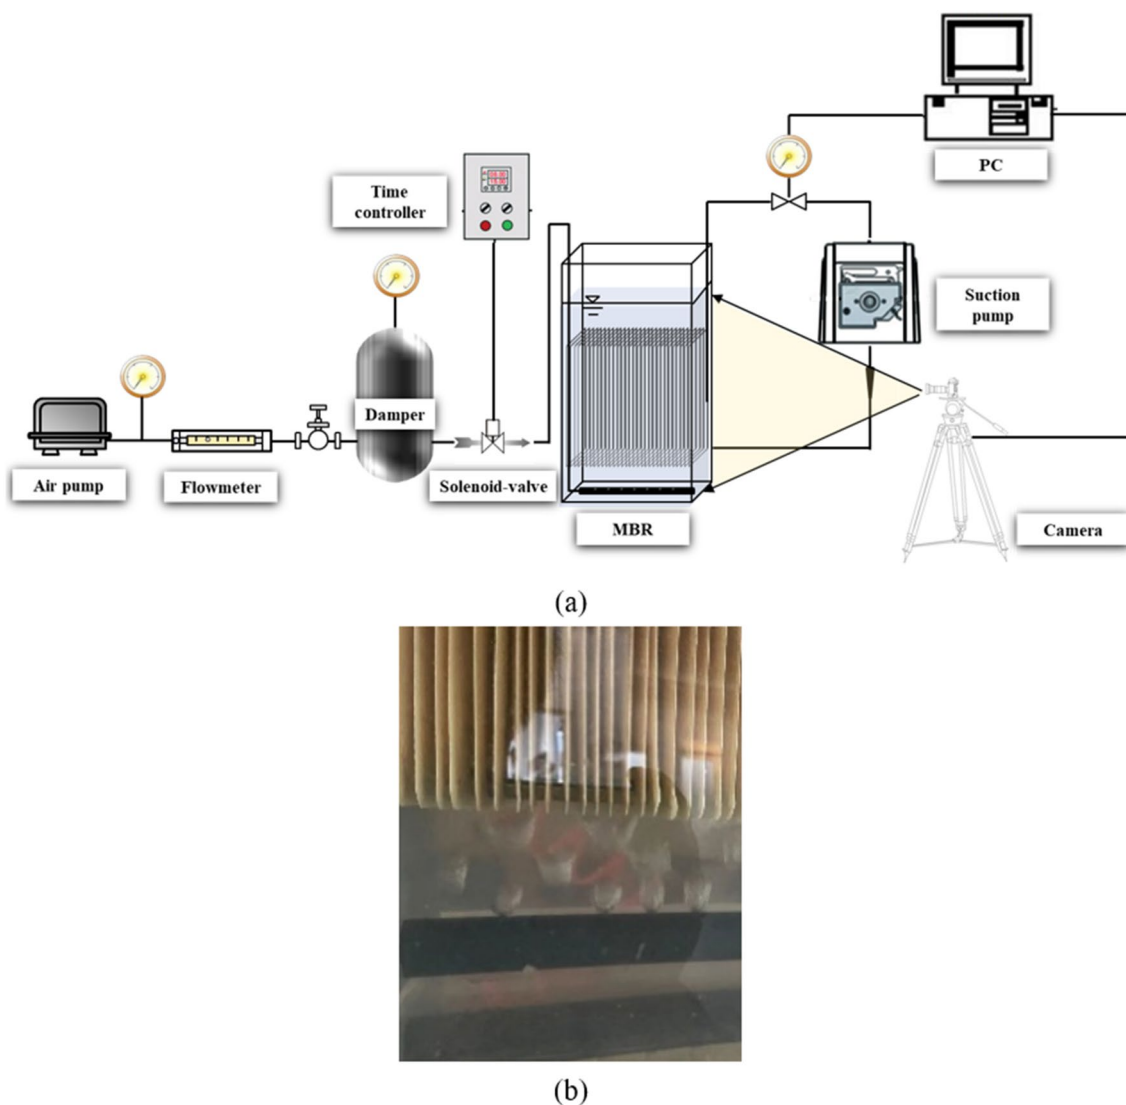 PC
Time
controller
Suction
pump
Damper
Air pump
Flowmeter
Solenoid-valve
MBR
Camera
(a)
(b)